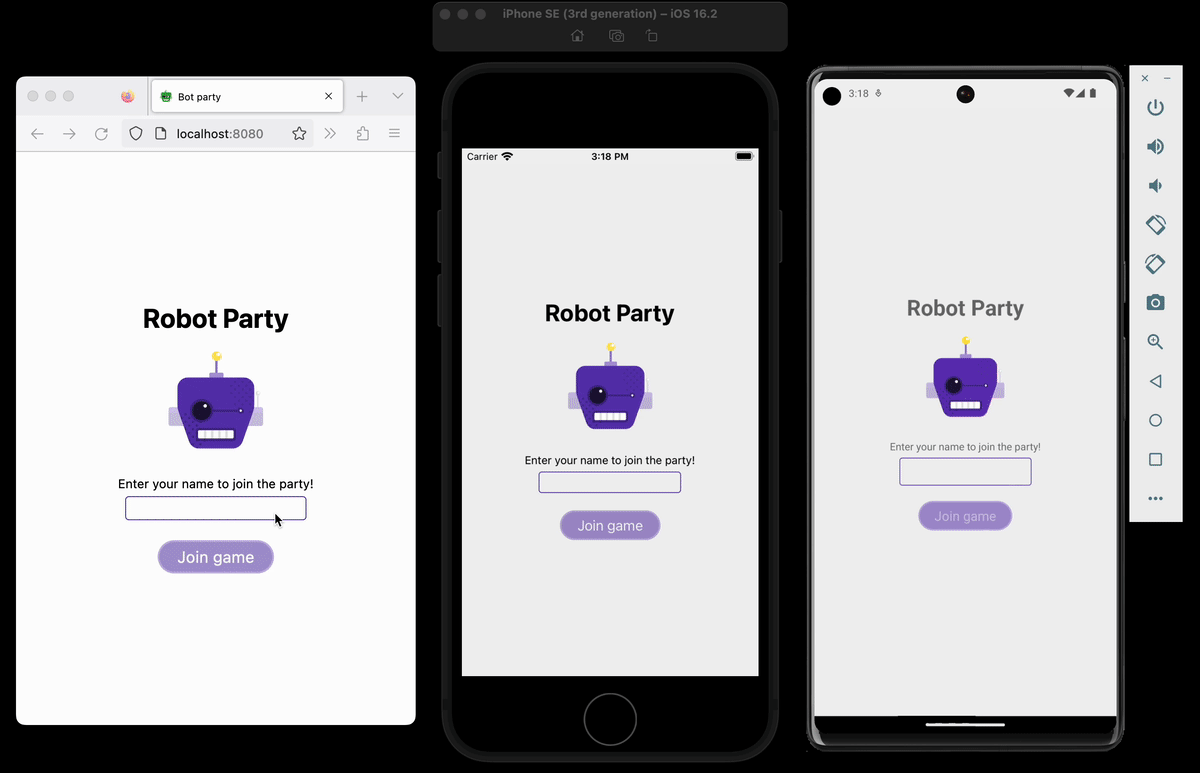 iPhone SE (3rd generation) – iOS 16.2
Bot party
localhost:8080
Robot Party
Enter your name to join the party!
Join game
Carrier
3:18 PM
Robot Party
Enter your name to join the party!
Join game
3:18
Robot Party
Enter your name to join the party!
Join game